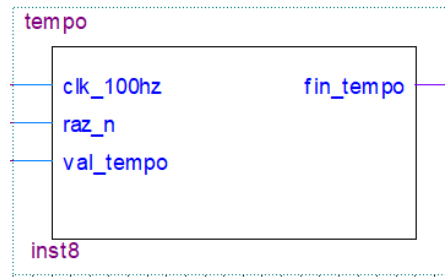 tempo
clk_100hz fin_tempo
raz_n
val_tempo
inst8